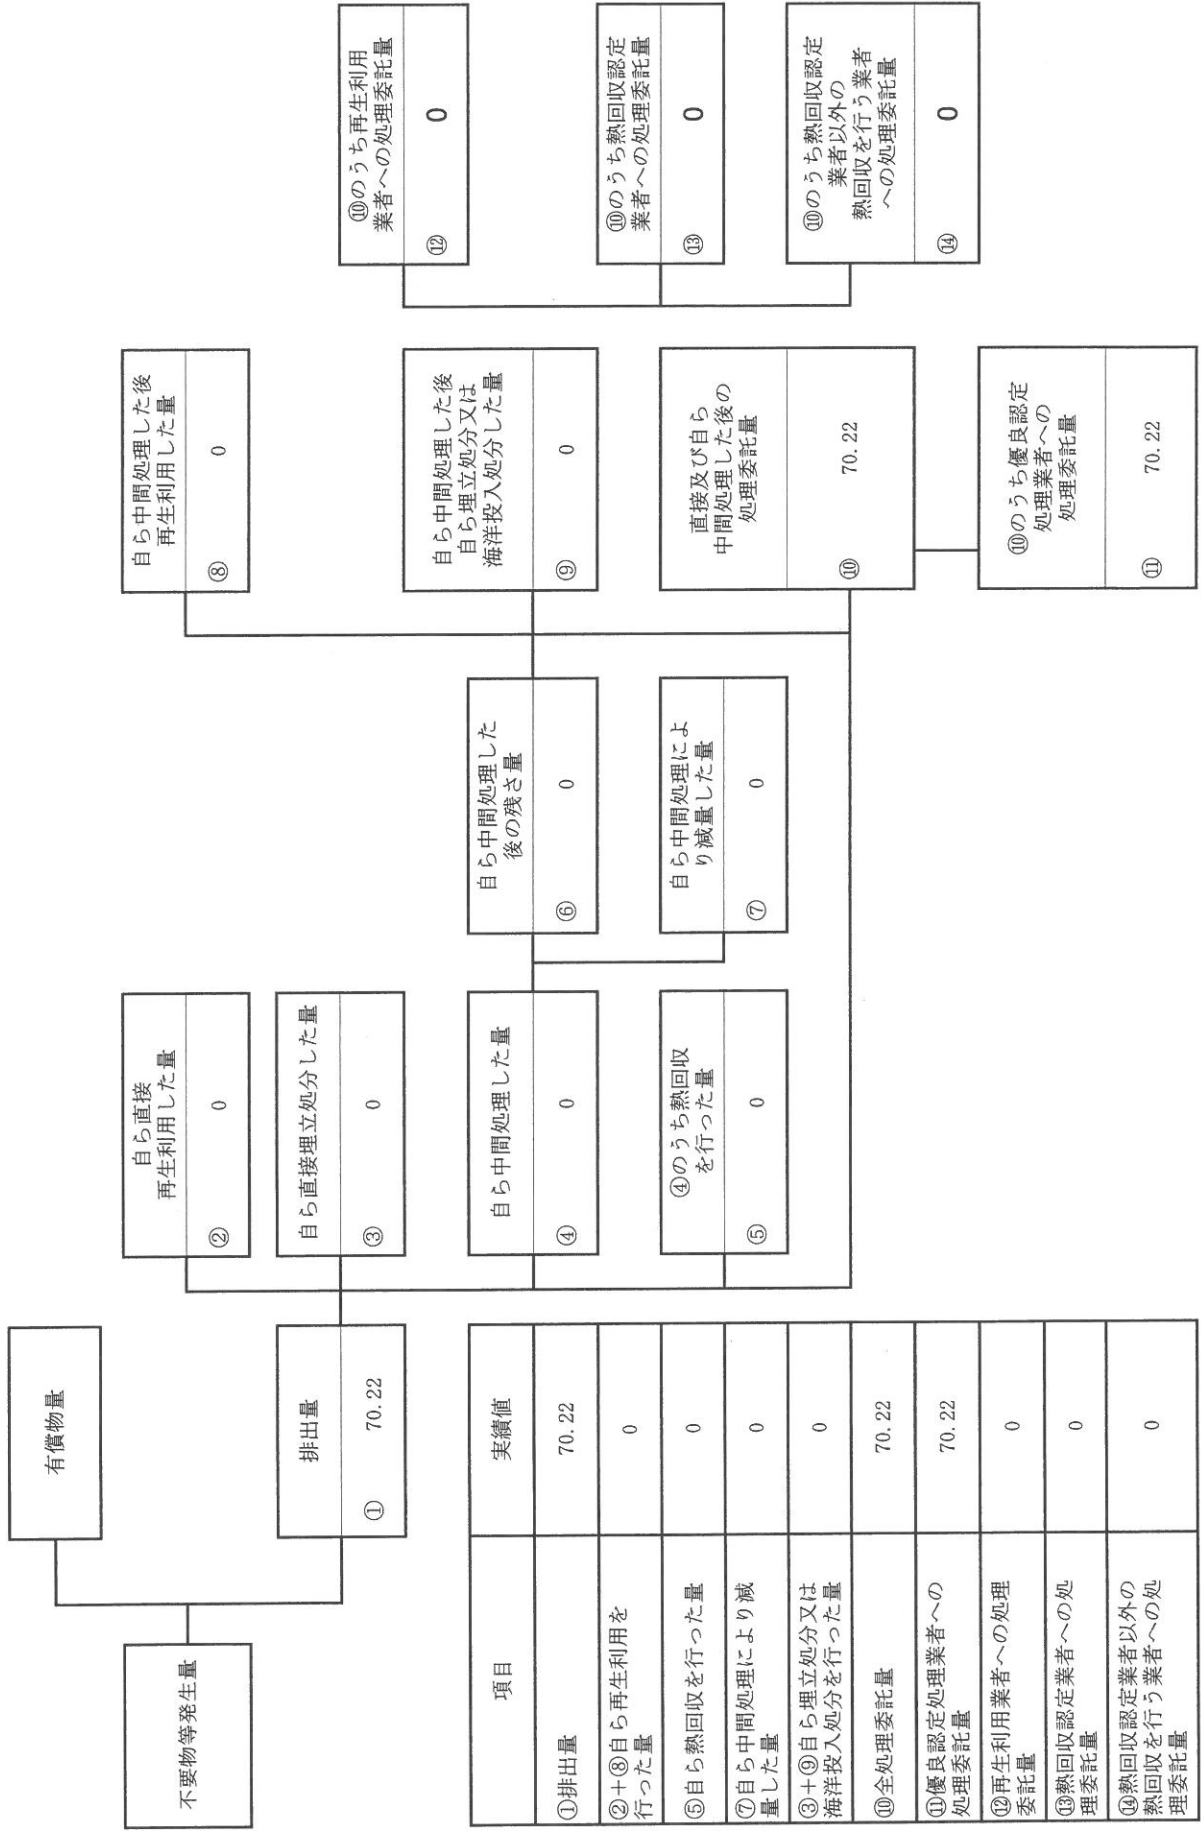 不要物等発生量
有償物量
排出量
① 70.22
自ら直接
再生利用した量
② 0
自ら直接埋立処分した量
③ 0
自ら中間処理した量
④ 0
④のうち熱回収
を行った量
⑤ 0
自ら中間処理した
後の残さ量
⑥ 0
自ら中間処理によ
り減量した量
⑦ 0
自ら中間処理した後
再生利用した量
⑧ 0
自ら中間処理した後
自ら埋立処分又は
海洋投入処分した量
⑨ 0
直接及び自ら
中間処理した後の
処理委託量
⑩ 70.22
⑩のうち優良認定
処理業者への
処理委託量
⑪ 70.22
⑩のうち再生利用
業者への処理委託量
⑫ 0
⑩のうち熱回収認定
業者への処理委託量
⑬ 0
⑩のうち熱回収認定
業者以外の
熱回収を行う業者
への処理委託量
⑭ 0
項目 実績値
①排出量 70.22
②+⑧自ら再生利用を
行った量 0
⑤自ら熱回収を行った量 0
⑦自ら中間処理により減
量した量 0
③+⑨自ら埋立処分又は
海洋投入処分を行った量 0
⑩全処理委託量 70.22
⑪優良認定処理業者への
処理委託量 70.22
⑫再生利用業者への処理
委託量 0
⑬熱回収認定業者への処
理委託量 0
⑭熱回収認定業者以外の
熱回収を行う業者への処
理委託量 0